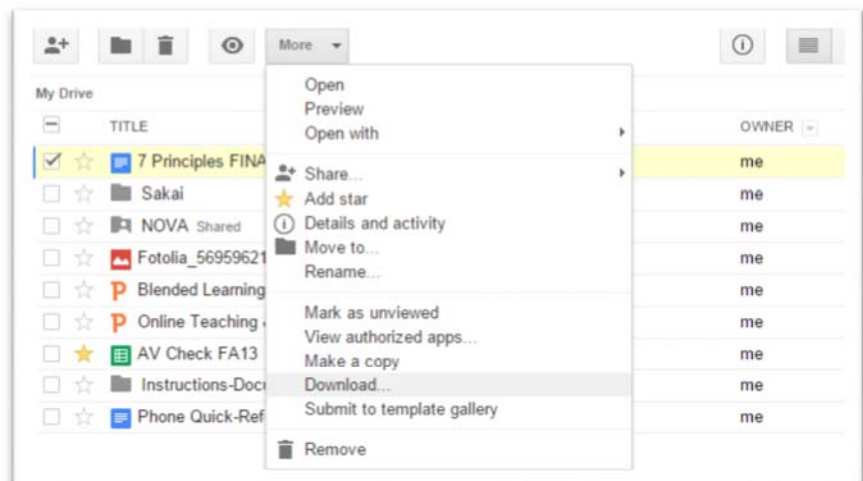 More
My Drive
TITLE OWNER
7 Principles FINA me
Sakai me
NOVA Shared me
Fotolia_56959621 me
Blended Learning me
Online Teaching me
AV Check FA13 me
Instructions-Docu me
Phone Quick-Ref me
Open
Preview
Open with
Share...
Add star
Details and activity
Move to...
Rename...
Mark as unviewed
View authorized apps...
Make a copy
Download...
Submit to template gallery
Remove